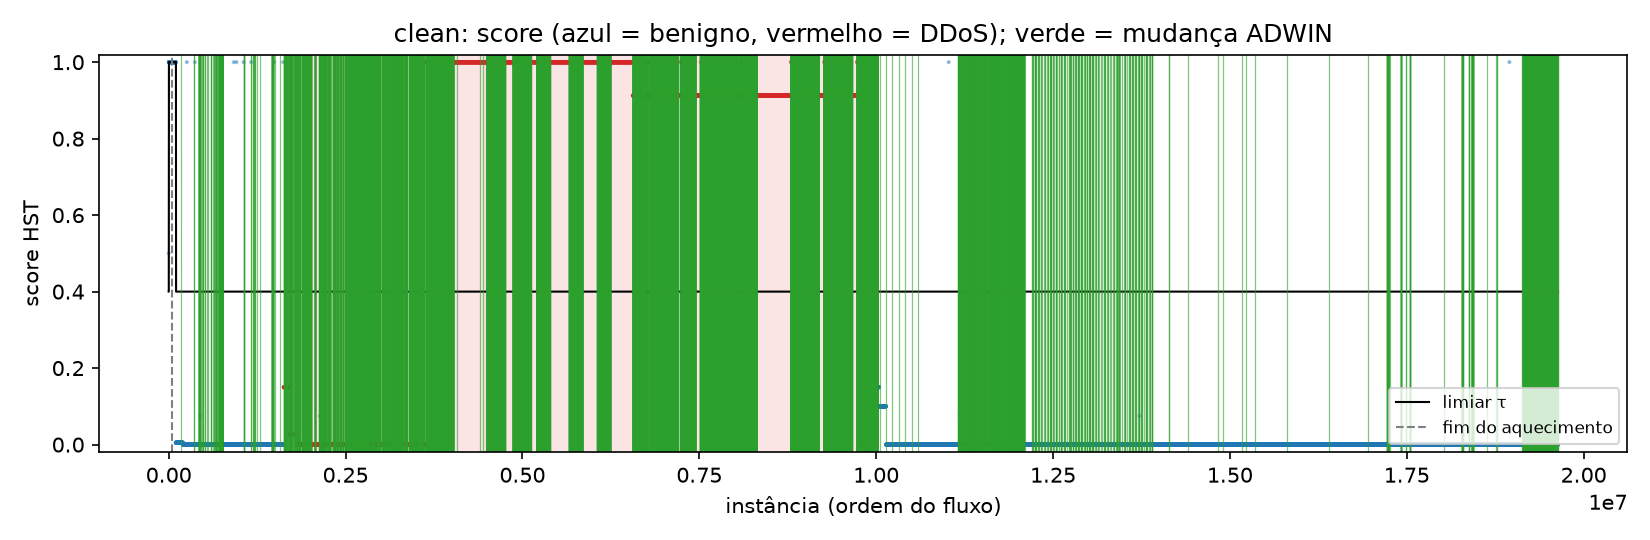 clean: score (azul = benigno, vermelho = DDoS); verde = mudança ADWIN
score HST
1.0
0.8
0.6
0.4
0.2
0.0
limiar τ
fim do aquecimento
0.00 0.25 0.50 0.75 1.00 1.25 1.50 1.75 2.00
1e7
instância (ordem do fluxo)